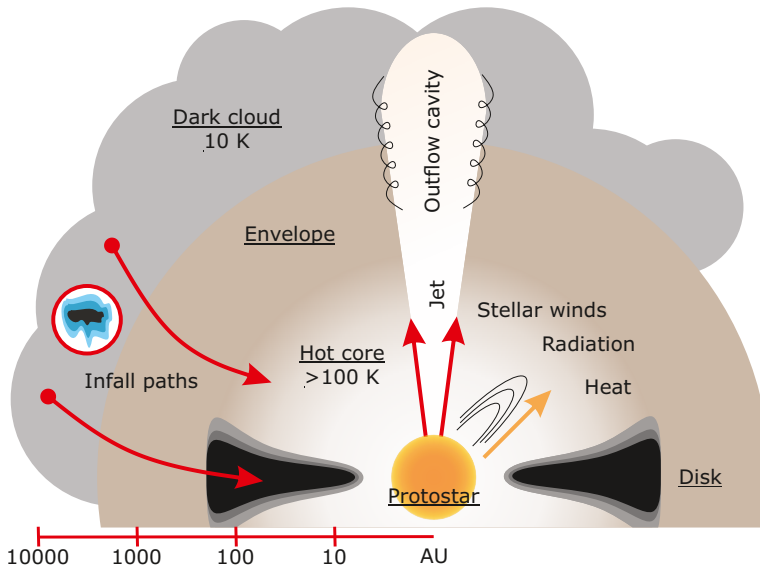 Dark cloud
10 K
Outflow cavity
Envelope
Jet
Stellar winds
Radiation
Hot core
>100 K
Heat
Infall paths
Protostar
Disk
10000 1000 100 10 AU